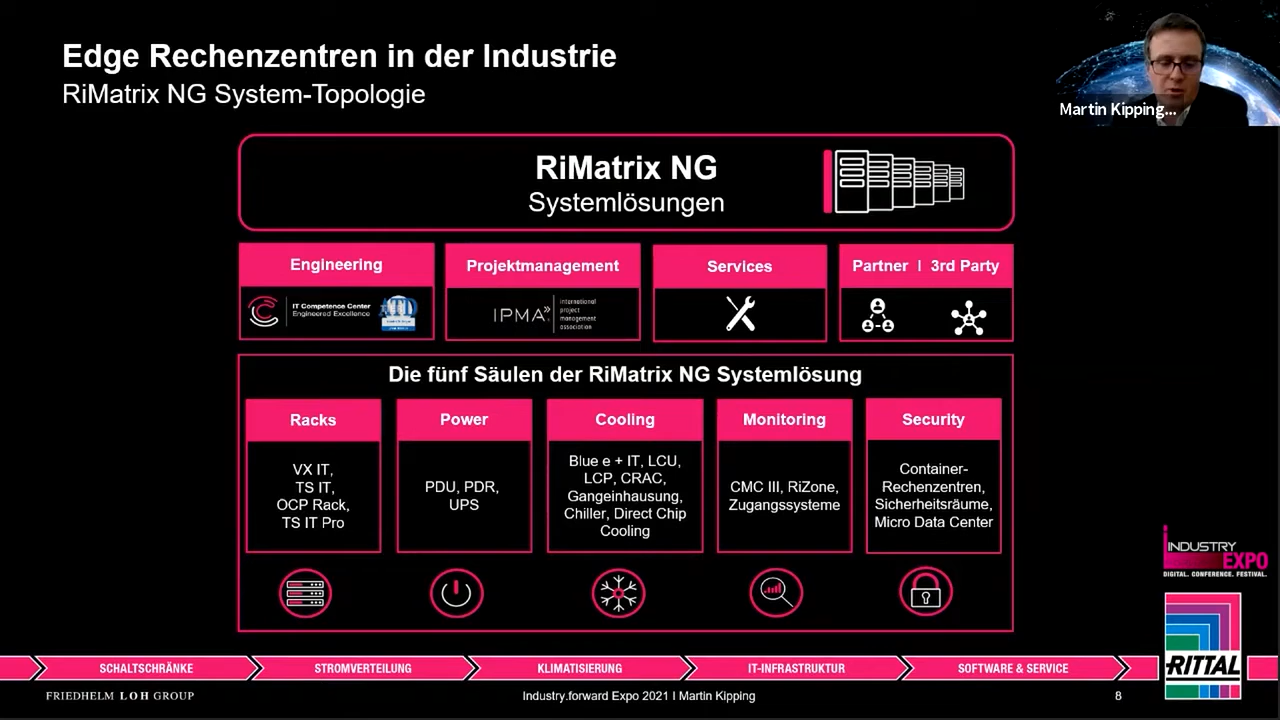 Edge Rechenzentren in der Industrie
RiMatrix NG System-Topologie
Martin Kipping...
RiMatrix NG
Systemlösungen
Engineering
IT Competence Center
Engineered Excellence
Projektmanagement
IPMA
international
project
management
association
Services
Partner | 3rd Party
Die fünf Säulen der RiMatrix NG Systemlösung
Racks
VX IT,
TS IT,
OCP Rack,
TS IT Pro
Power
PDU, PDR,
UPS
Cooling
Blue e + IT, LCU,
LCP, CRAC,
Gangeinhausung,
Chiller, Direct Chip
Cooling
Monitoring
CMC III, RiZone,
Zugangssysteme
Security
Container-
Rechenzentren,
Sicherheitsräume,
Micro Data Center
INDUSTRY
EXPO
DIGITAL. CONFERENCE. FESTIVAL.
RITTAL
SCHALTSCHRÄNKE
STROMVERTEILUNG
KLIMATISIERUNG
IT-INFRASTRUKTUR
SOFTWARE & SERVICE
FRIEDHELM LOH GROUP
Industry.forward Expo 2021 I Martin Kipping
8